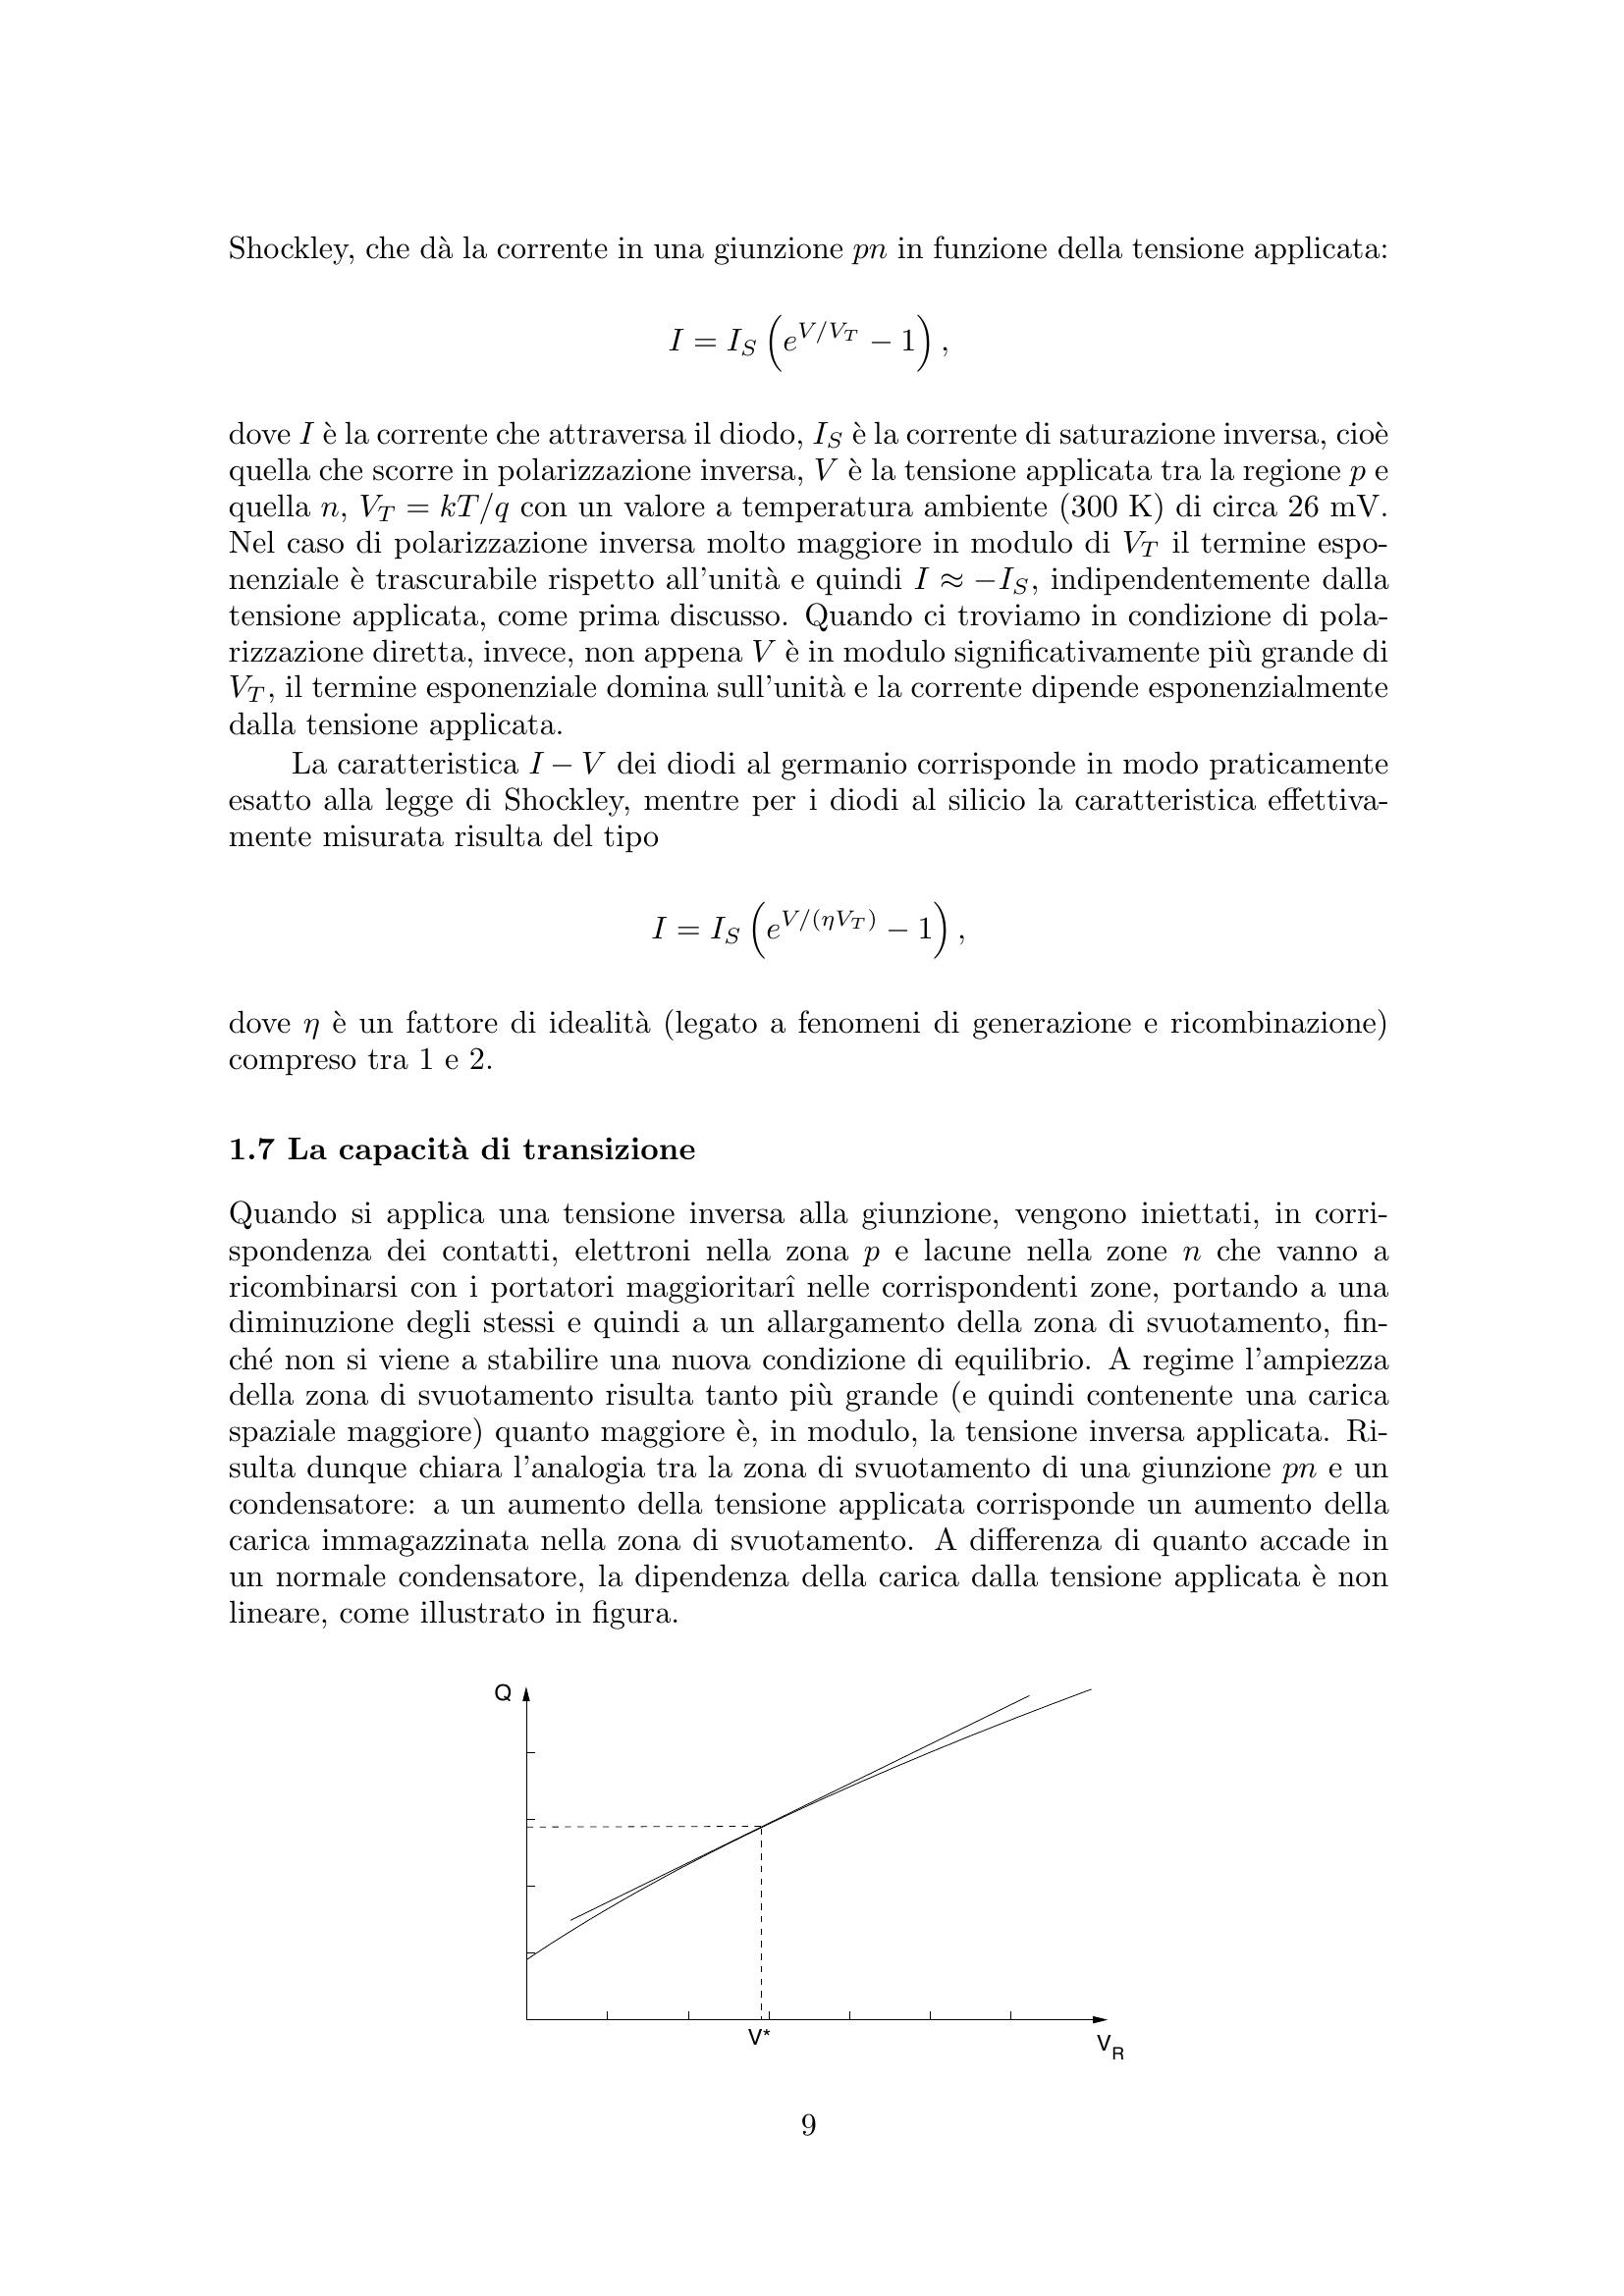 Shockley, che dà la corrente in una giunzione pn in funzione della tensione applicata:
I = I_S (e^{V/V_T} − 1),
dove I è la corrente che attraversa il diodo, I_S è la corrente di saturazione inversa, cioè
quella che scorre in polarizzazione inversa, V è la tensione applicata tra la regione p e
quella n, V_T = kT/q con un valore a temperatura ambiente (300 K) di circa 26 mV.
Nel caso di polarizzazione inversa molto maggiore in modulo di V_T il termine espo-
nenziale è trascurabile rispetto all'unità e quindi I ≈ −I_S, indipendentemente dalla
tensione applicata, come prima discusso. Quando ci troviamo in condizione di pola-
rizzazione diretta, invece, non appena V è in modulo significativamente più grande di
V_T, il termine esponenziale domina sull'unità e la corrente dipende esponenzialmente
dalla tensione applicata.
La caratteristica I − V dei diodi al germanio corrisponde in modo praticamente
esatto alla legge di Shockley, mentre per i diodi al silicio la caratteristica effettiva-
mente misurata risulta del tipo
I = I_S (e^{V/(ηV_T)} − 1),
dove η è un fattore di idealità (legato a fenomeni di generazione e ricombinazione)
compreso tra 1 e 2.
1.7 La capacità di transizione
Quando si applica una tensione inversa alla giunzione, vengono iniettati, in corri-
spondenza dei contatti, elettroni nella zona p e lacune nella zone n che vanno a
ricombinarsi con i portatori maggioritarî nelle corrispondenti zone, portando a una
diminuzione degli stessi e quindi a un allargamento della zona di svuotamento, fin-
ché non si viene a stabilire una nuova condizione di equilibrio. A regime l'ampiezza
della zona di svuotamento risulta tanto più grande (e quindi contenente una carica
spaziale maggiore) quanto maggiore è, in modulo, la tensione inversa applicata. Ri-
sulta dunque chiara l'analogia tra la zona di svuotamento di una giunzione pn e un
condensatore: a un aumento della tensione applicata corrisponde un aumento della
carica immagazzinata nella zona di svuotamento. A differenza di quanto accade in
un normale condensatore, la dipendenza della carica dalla tensione applicata è non
lineare, come illustrato in figura.
Q
V*
V_R
9